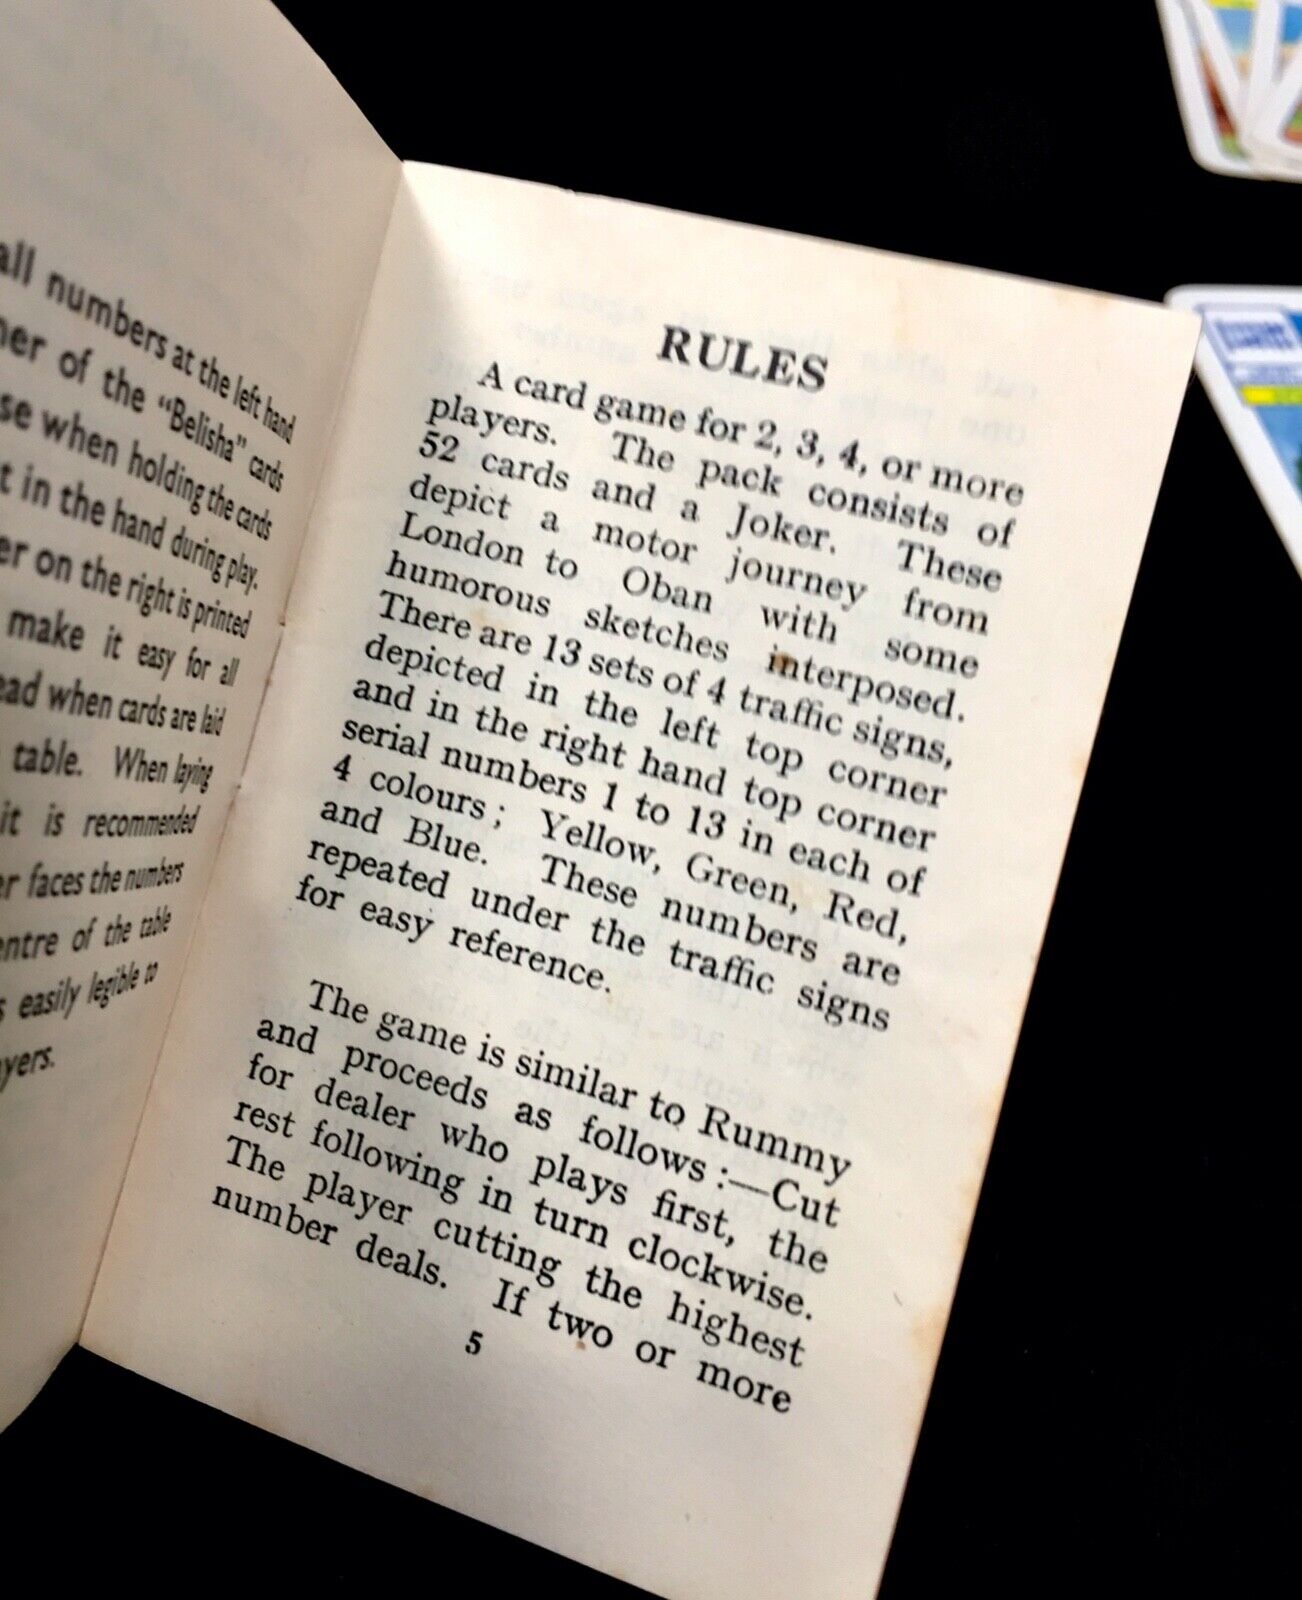 all numbers at the left hand
of the "Belisha" cards
when holding the cards
in the hand during play.
on the right is printed
make it easy for all
when cards are laid
table. When laying
it is recommended
faces the numbers
of the table
easily legible to
RULES
A card game for 2, 3, 4, or more
players. The pack consists of
52 cards and a Joker. These
depict a motor journey from
London to Oban with some
humorous sketches interposed.
There are 13 sets of 4 traffic signs,
depicted in the left top corner
and in the right hand top corner
serial numbers 1 to 13 in each of
4 colours; Yellow, Green, Red,
and Blue. These numbers are
repeated under the traffic signs
for easy reference.
The game is similar to Rummy
and proceeds as follows :—Cut
for dealer who plays first, the
rest following in turn clockwise.
The player cutting the highest
number deals. If two or more
5